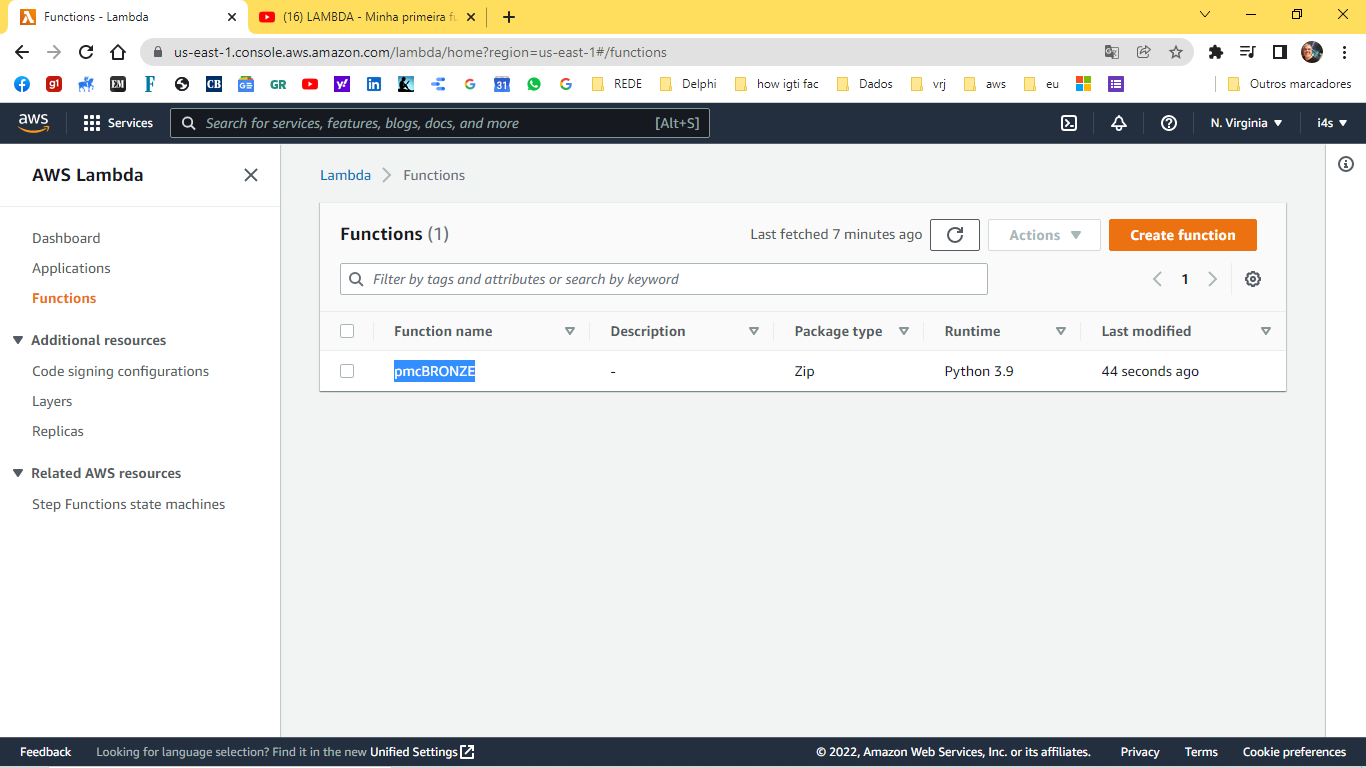 Functions - Lambda
(16) LAMBDA - Minha primeira fu
us-east-1.console.aws.amazon.com/lambda/home?region=us-east-1#/functions
g1 EM F CB GR y! in 31 G REDE Delphi how igti fac Dados vrj aws eu Outros marcadores
aws Services Search for services, features, blogs, docs, and more [Alt+S] N. Virginia i4s
AWS Lambda
Dashboard
Applications
Functions
Additional resources
Code signing configurations
Layers
Replicas
Related AWS resources
Step Functions state machines
Lambda Functions
Functions (1) Last fetched 7 minutes ago Actions Create function
Filter by tags and attributes or search by keyword 1
Function name Description Package type Runtime Last modified
pmcBRONZE - Zip Python 3.9 44 seconds ago
Feedback Looking for language selection? Find it in the new Unified Settings © 2022, Amazon Web Services, Inc. or its affiliates. Privacy Terms Cookie preferences